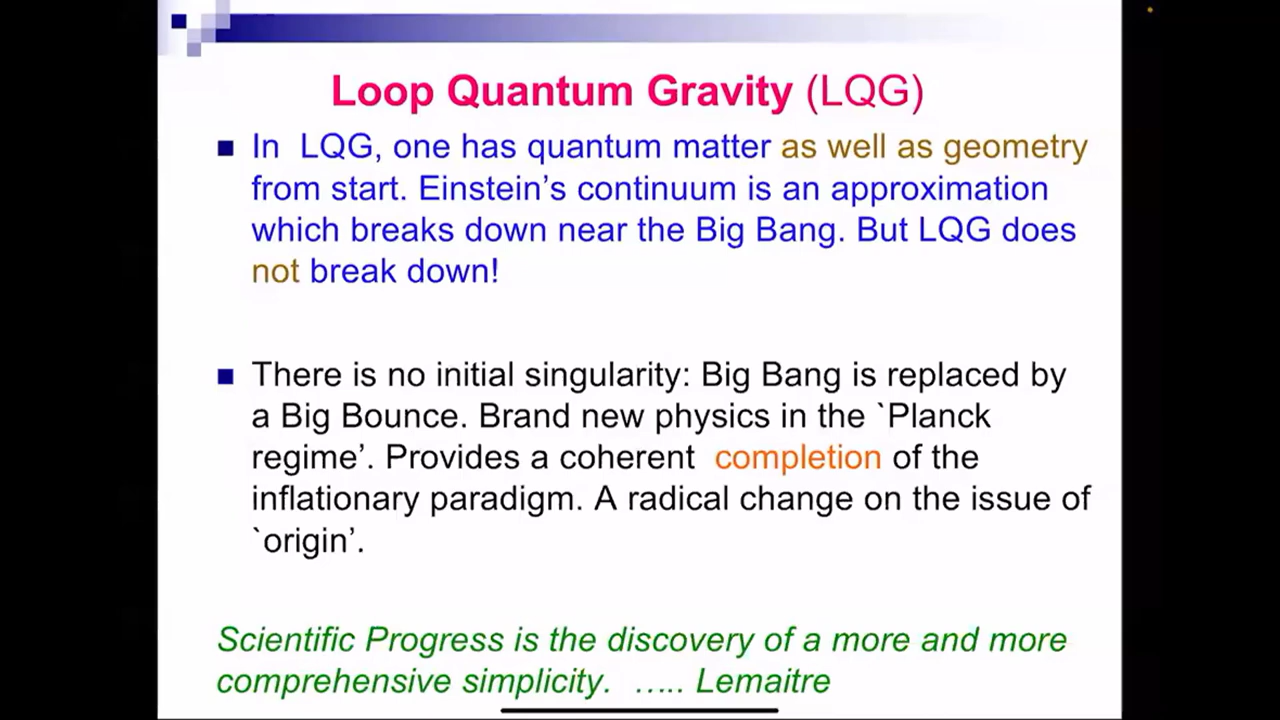 Loop Quantum Gravity (LQG)
In LQG, one has quantum matter as well as geometry
from start. Einstein’s continuum is an approximation
which breaks down near the Big Bang. But LQG does
not break down!
There is no initial singularity: Big Bang is replaced by
a Big Bounce. Brand new physics in the `Planck
regime’. Provides a coherent completion of the
inflationary paradigm. A radical change on the issue of
`origin’.
Scientific Progress is the discovery of a more and more
comprehensive simplicity. ….. Lemaitre